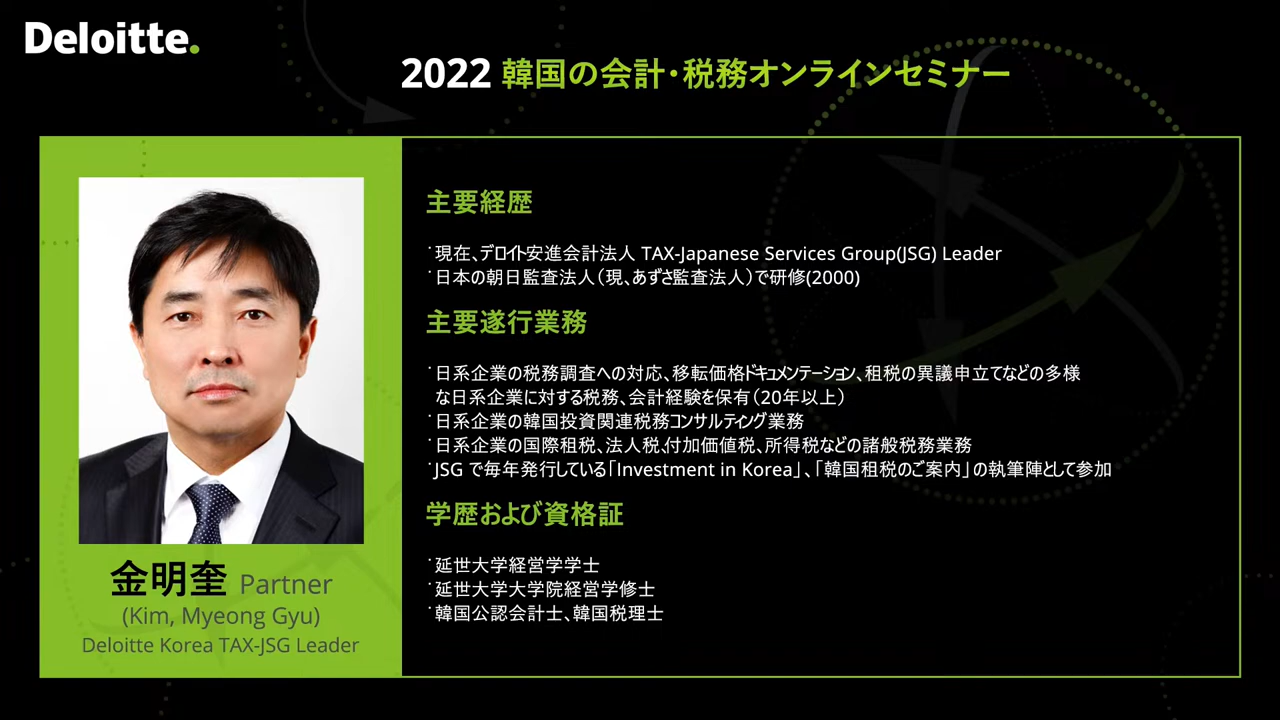 Deloitte.
2022 韓国の会計・税務オンラインセミナー
主要経歴
·現在、デロイト安進会計法人 TAX-Japanese Services Group(JSG) Leader
·日本の朝日監査法人（現、あずさ監査法人）で研修(2000)
主要遂行業務
·日系企業の税務調査への対応、移転価格ドキュメンテーション、租税の異議申立てなどの多様
な日系企業に対する税務、会計経験を保有（20年以上）
·日系企業の韓国投資関連税務コンサルティング業務
·日系企業の国際租税、法人税、付加価値税、所得税などの諸般税務業務
·JSG で毎年発行している「Investment in Korea」、「韓国租税のご案内」の執筆陣として参加
学歴および資格証
·延世大学経営学学士
·延世大学大学院経営学修士
·韓国公認会計士、韓国税理士
金明奎 Partner
(Kim, Myeong Gyu)
Deloitte Korea TAX-JSG Leader